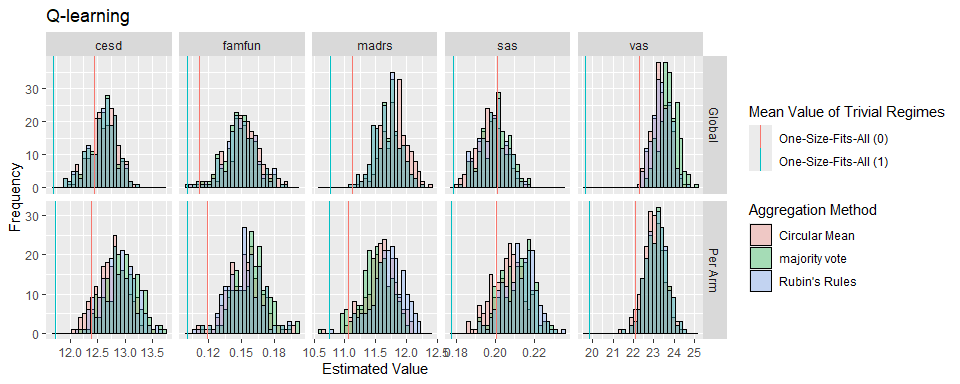 Q-learning
cesd famfun madrs sas vas
30
20
10
0
Global
30
20
10
0
Per Arm
Frequency
12.0 12.5 13.0 13.5 0.12 0.15 0.18 10.5 11.0 11.5 12.0 12.5 0.18 0.20 0.22 20 21 22 23 24 25
Estimated Value
Mean Value of Trivial Regimes
One-Size-Fits-All (0)
One-Size-Fits-All (1)
Aggregation Method
Circular Mean
majority vote
Rubin's Rules